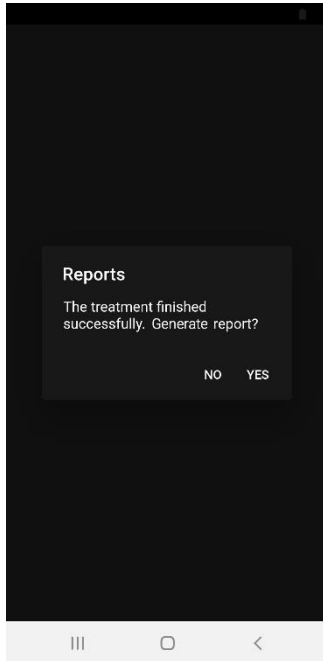 Reports
The treatment finished
successfully. Generate report?
NO YES